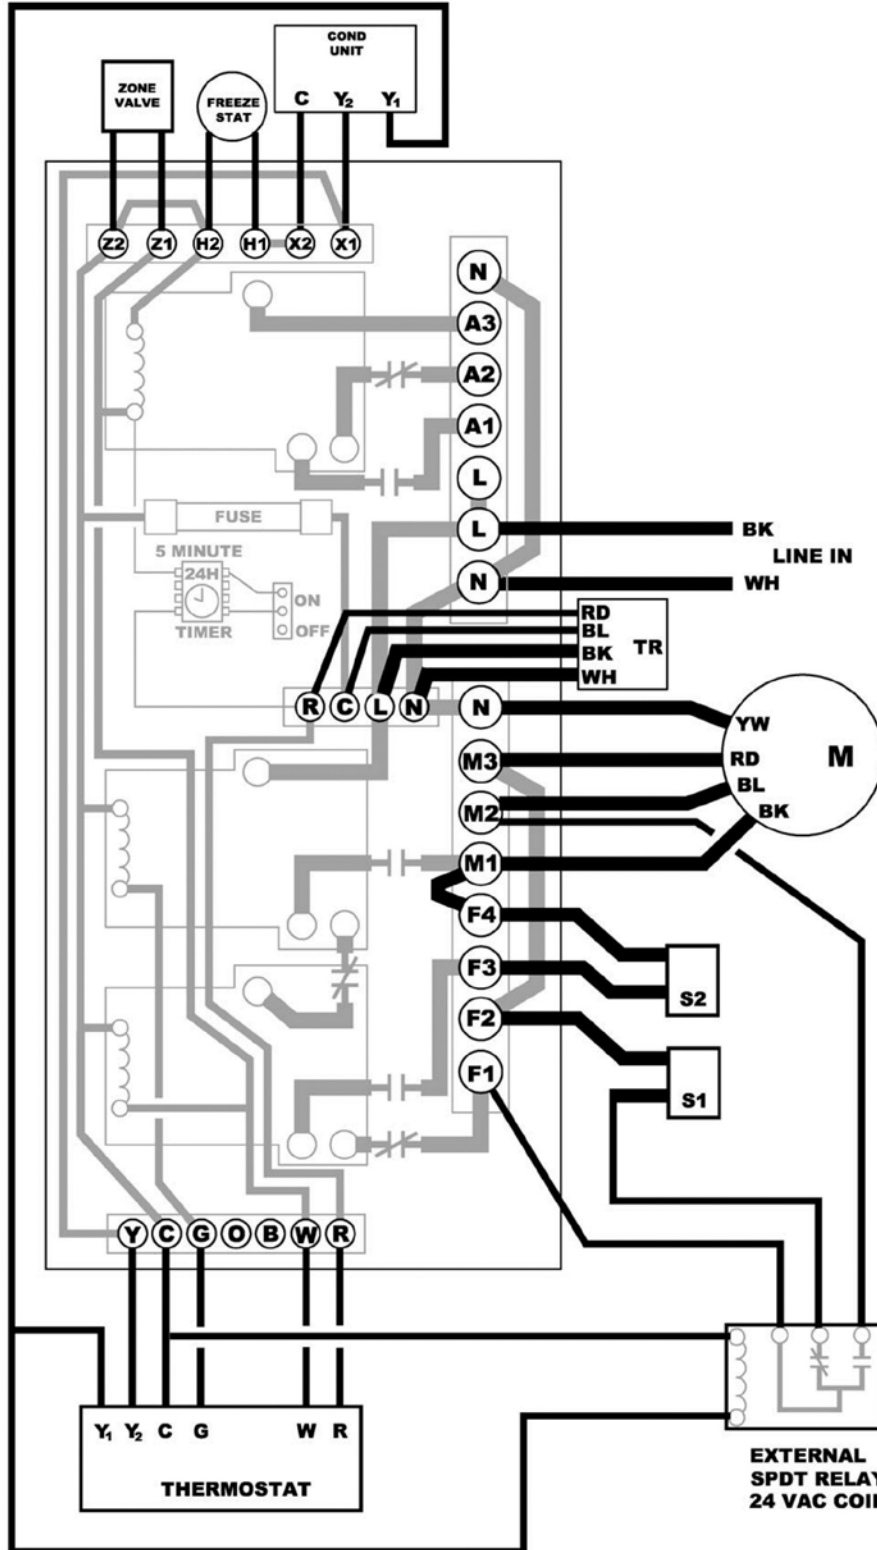 COND
UNIT
C Y₂ Y₁
ZONE
VALVE
FREEZE
STAT
Z2 Z1 H2 H1 X2 X1
N
A3
A2
A1
L
L
N
BK
LINE IN
WH
FUSE
5 MINUTE
24H
TIMER
ON
OFF
RD
BL
BK
WH
TR
R C L N
N
M3
M2
M1
F4
F3
F2
F1
YW
RD
BL
BK
M
S2
S1
Y C G O B W R
Y₁ Y₂ C G W R
THERMOSTAT
EXTERNAL
SPDT RELAY
24 VAC COIL